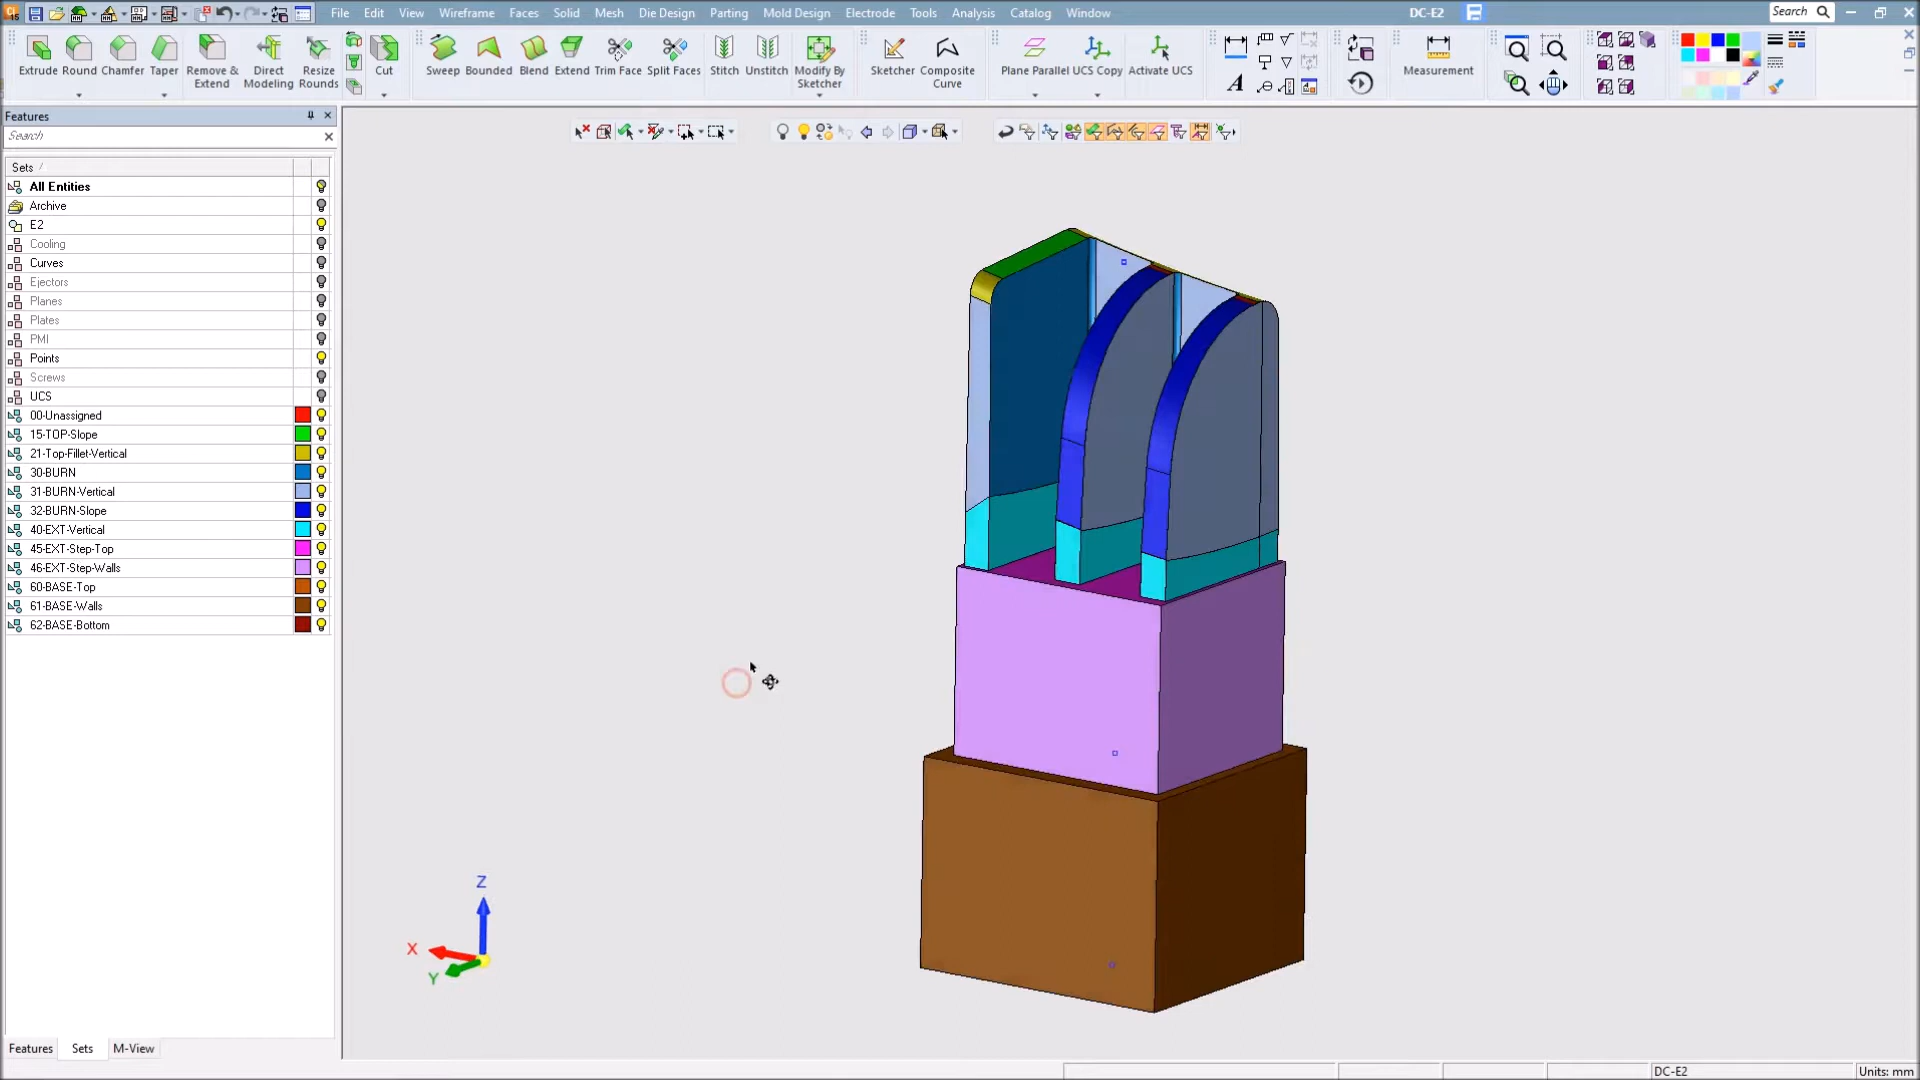 File Edit View Wireframe Faces Solid Mesh Die Design Parting Mold Design Electrode Tools Analysis Catalog Window DC-E2 Search
Extrude Round Chamfer Taper Remove & Extend Direct Modeling Resize Rounds Cut Sweep Bounded Blend Extend Trim Face Split Faces Stitch Unstitch Modify By Sketcher Sketcher Composite Curve Plane Parallel UCS Copy Activate UCS A Measurement
Features
Search
Sets
All Entities
Archive
E2
Cooling
Curves
Ejectors
Planes
Plates
PMI
Points
Screws
UCS
00-Unassigned
15-TOP-Slope
21-Top-Fillet-Vertical
30-BURN
31-BURN-Vertical
32-BURN-Slope
40-EXT-Vertical
45-EXT-Step-Top
46-EXT-Step-Walls
60-BASE-Top
61-BASE-Walls
62-BASE-Bottom
Z
X
Y
Features Sets M-View
DC-E2 Units: mm